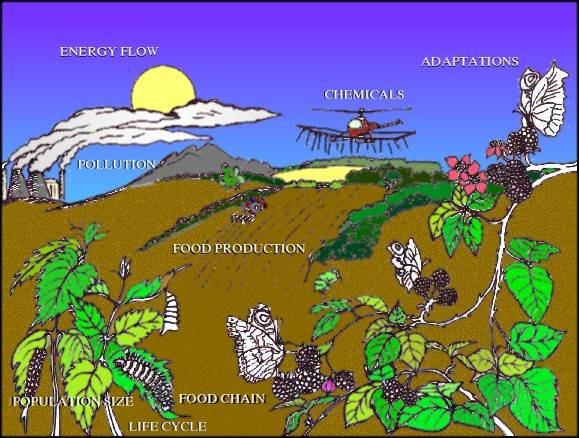 ENERGY FLOW
ADAPTATIONS
CHEMICALS
POLLUTION
FOOD PRODUCTION
POPULATION SIZE
FOOD CHAIN
LIFE CYCLE